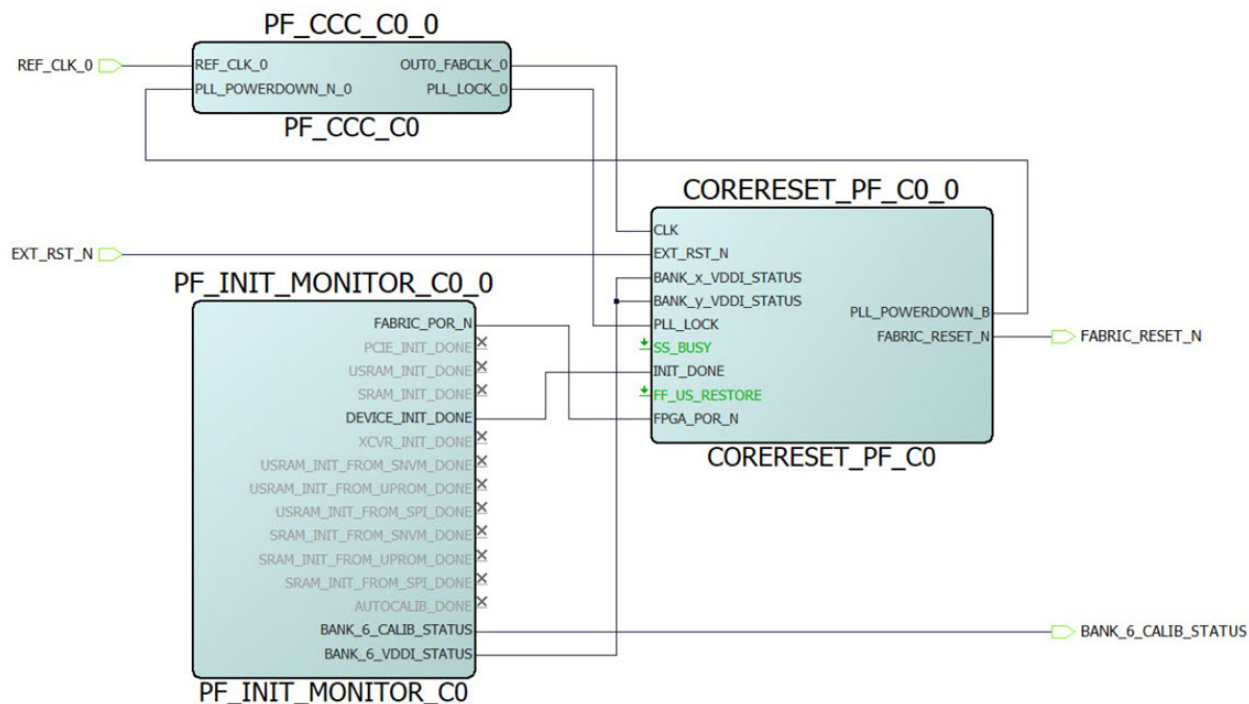 PF_CCC_C0_0
REF_CLK_0
REF_CLK_0
OUT0_FABCLK_0
PLL_POWERDOWN_N_0
PLL_LOCK_0
PF_CCC_C0
CORERESET_PF_C0_0
CLK
EXT_RST_N
EXT_RST_N
BANK_x_VDDI_STATUS
BANK_y_VDDI_STATUS
PLL_LOCK
SS_BUSY
INIT_DONE
FF_US_RESTORE
FPGA_POR_N
PLL_POWERDOWN_B
FABRIC_RESET_N
FABRIC_RESET_N
CORERESET_PF_C0
PF_INIT_MONITOR_C0_0
FABRIC_POR_N
PCIE_INIT_DONE
USRAM_INIT_DONE
SRAM_INIT_DONE
DEVICE_INIT_DONE
XCVR_INIT_DONE
USRAM_INIT_FROM_SNVM_DONE
USRAM_INIT_FROM_UPROM_DONE
USRAM_INIT_FROM_SPI_DONE
SRAM_INIT_FROM_SNVM_DONE
SRAM_INIT_FROM_UPROM_DONE
SRAM_INIT_FROM_SPI_DONE
AUTOCALIB_DONE
BANK_6_CALIB_STATUS
BANK_6_CALIB_STATUS
BANK_6_VDDI_STATUS
PF_INIT_MONITOR_C0